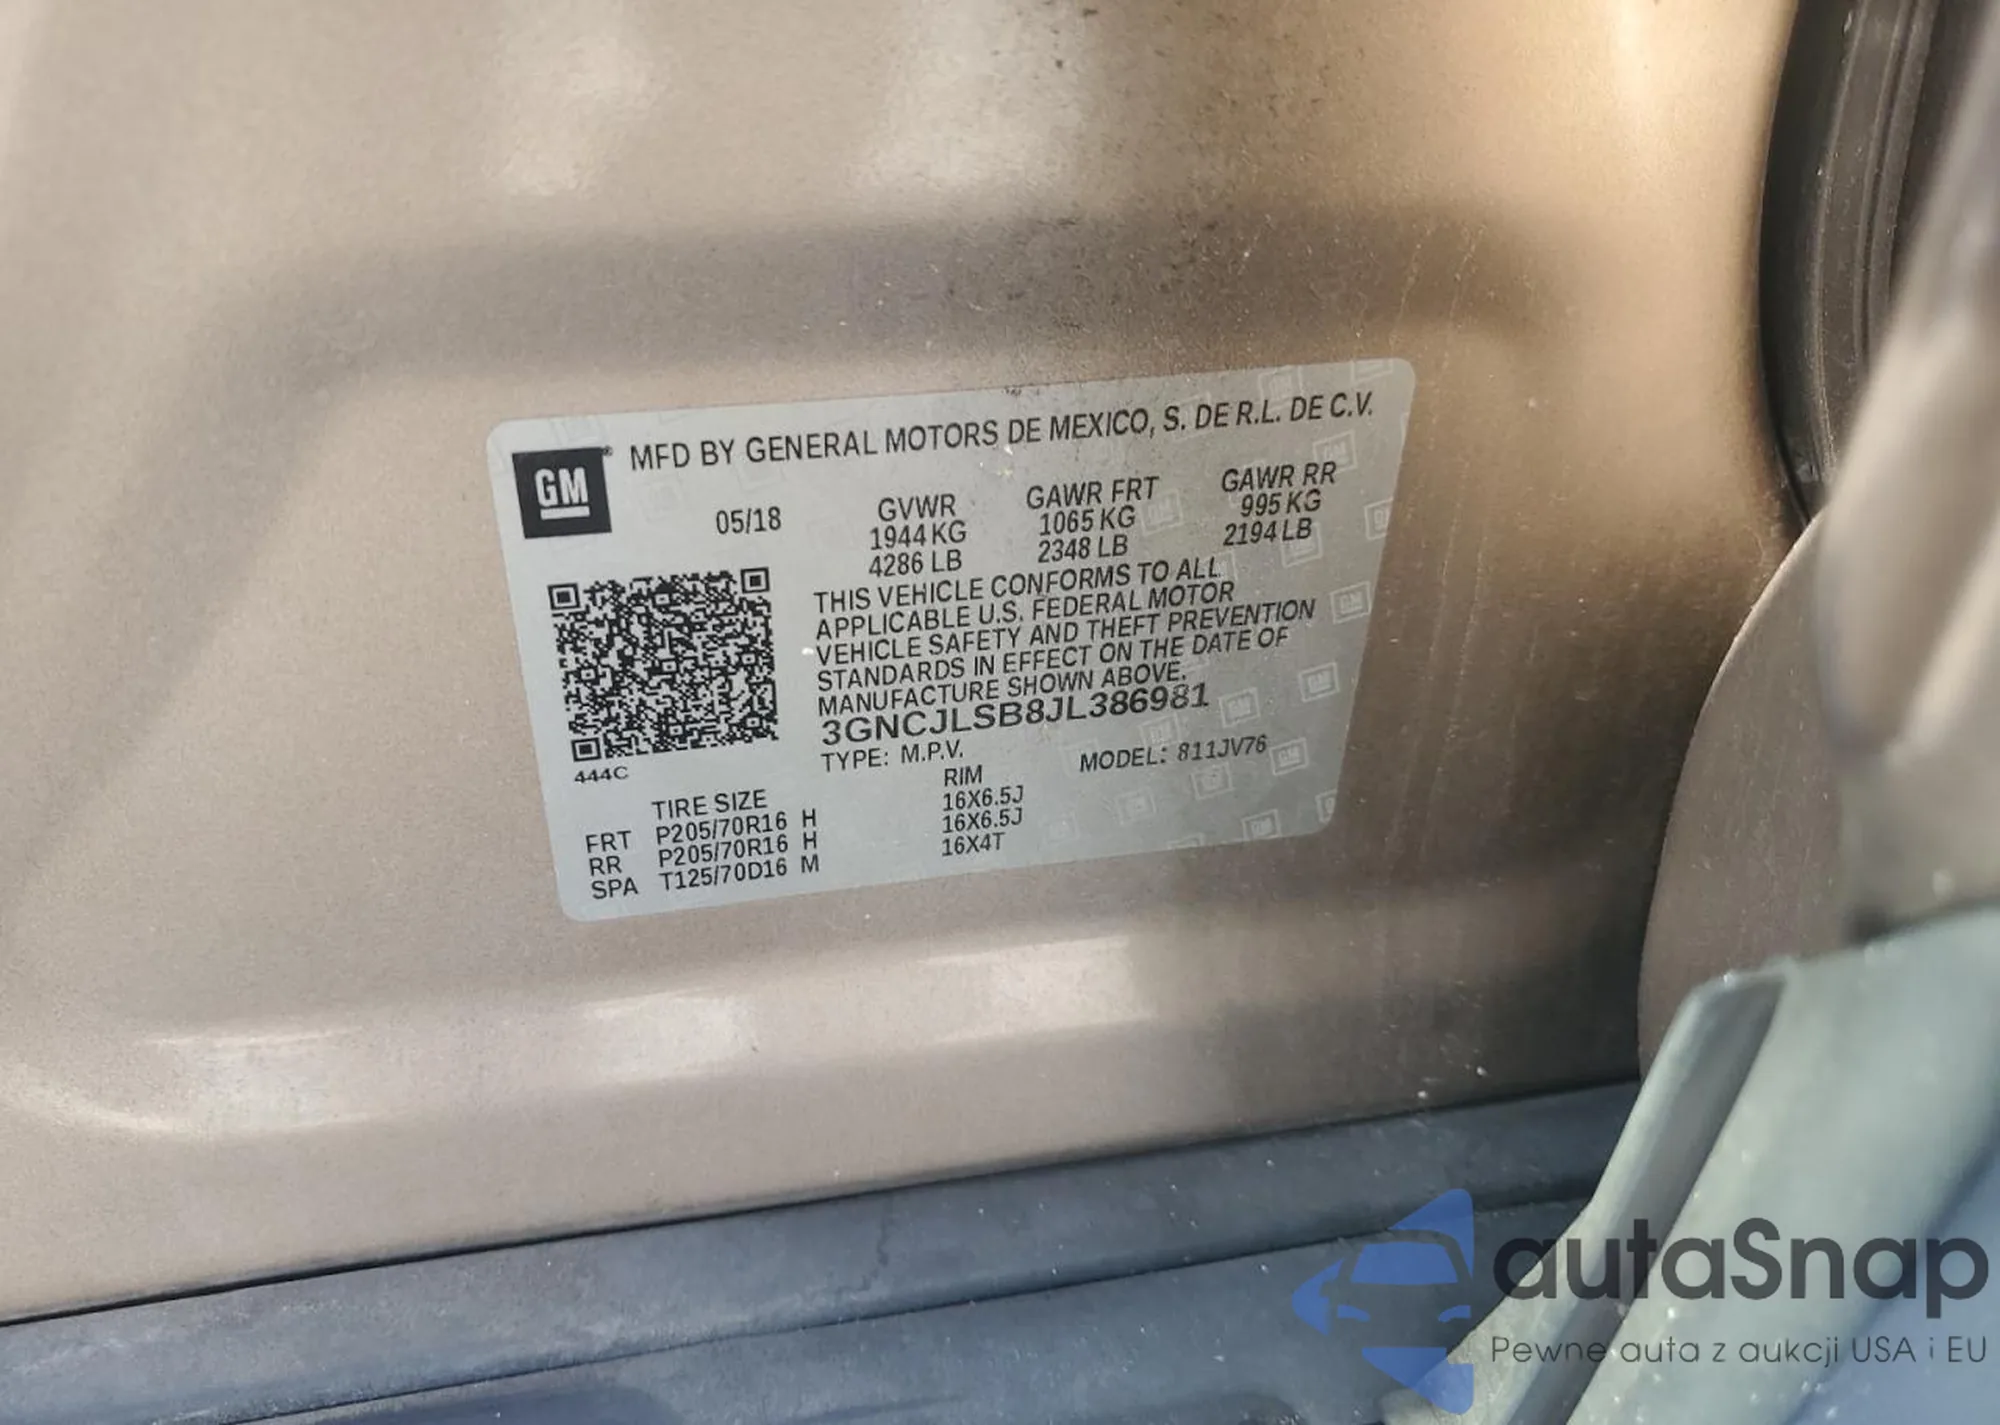 GM MFD BY GENERAL MOTORS DE MEXICO, S. DE R.L. DE C.V.
05/18 GVWR GAWR FRT GAWR RR
1944 KG 1065 KG 995 KG
4286 LB 2348 LB 2194 LB
THIS VEHICLE CONFORMS TO ALL
APPLICABLE U.S. FEDERAL MOTOR
VEHICLE SAFETY AND THEFT PREVENTION
STANDARDS IN EFFECT ON THE DATE OF
MANUFACTURE SHOWN ABOVE.
3GNCJLSB8JL386981
TYPE: M.P.V. MODEL: 811JV76
444C
TIRE SIZE RIM
FRT P205/70R16 H 16X6.5J
RR P205/70R16 H 16X6.5J
SPA T125/70D16 M 16X4T
autaSnap
Pewne auta z aukcji USA i EU